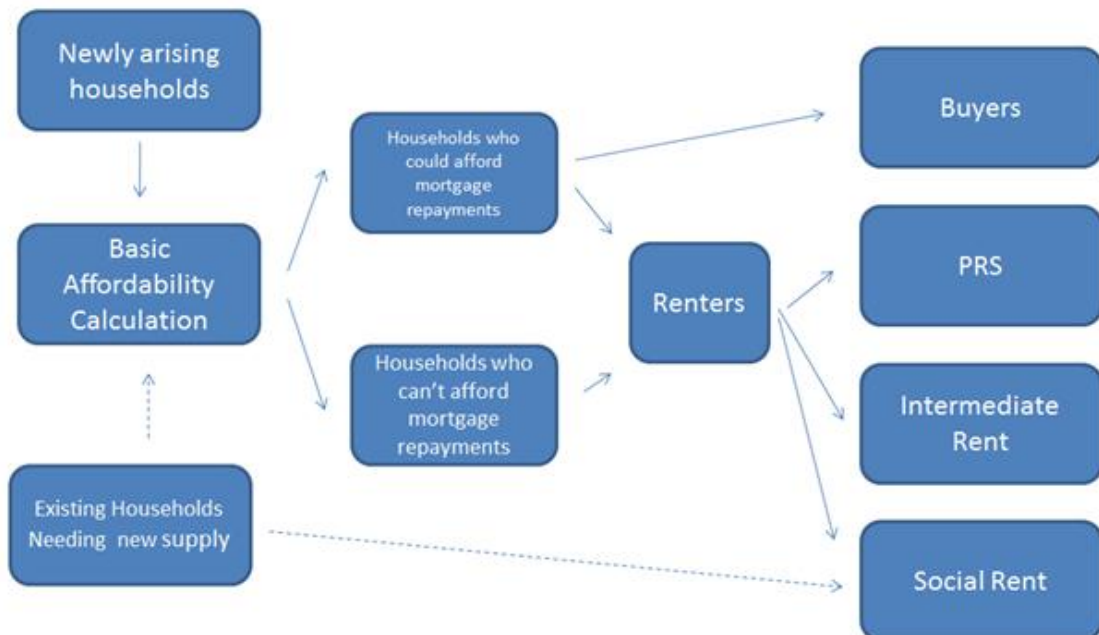 Newly arising
households
Basic
Affordability
Calculation
Existing Households
Needing new supply
Households who
could afford
mortgage
repayments
Households who
can't afford
mortgage
repayments
Renters
Buyers
PRS
Intermediate
Rent
Social Rent